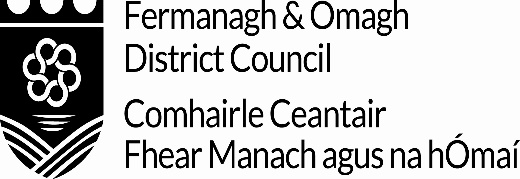 Fermanagh & Omagh
District Council
Comhairle Ceantair
Fhear Manach agus na hÓmaí